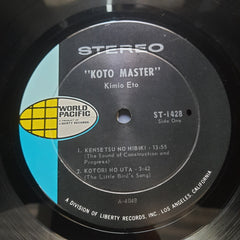 STEREO
"KOTO MASTER"
Kimio Eto
ST-1428
Side One
WORLD
PACIFIC
1. KENSETSU NO HIBIKI - 13:55
(The Sound of Construction and
Progress)
2. KOTORI NO UTA - 3:42
(The Little Bird's Song)
A-4048
A DIVISION OF LIBERTY RECORDS, INC., LOS ANGELES, CALIFORNIA